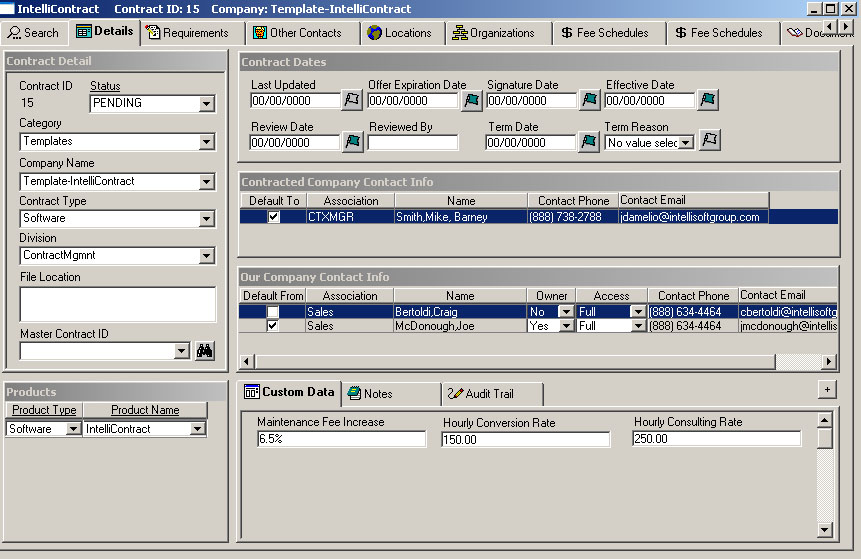 IntelliContract Contract ID: 15 Company: Template-IntelliContract
Search Details Requirements Other Contacts Locations Organizations $ Fee Schedules $ Fee Schedules
Contract Detail
Contract ID Status
15 PENDING
Category
Templates
Company Name
Template-IntelliContract
Contract Type
Software
Division
ContractMgmnt
File Location
Master Contract ID
Products
Product Type Product Name
Software IntelliContract
Contract Dates
Last Updated Offer Expiration Date Signature Date Effective Date
00/00/0000 00/00/0000 00/00/0000 00/00/0000
Review Date Reviewed By Term Date Term Reason
00/00/0000 00/00/0000 No value selec
Contracted Company Contact Info
Default To Association Name Contact Phone Contact Email
CTXMGR Smith,Mike, Barney (888) 738-2788 jdamelio@intellisoftgroup.com
Our Company Contact Info
Default From Association Name Owner Access Contact Phone Contact Email
Sales Bertoldi,Craig No Full (888) 634-4464 cbertoldi@intellisoftg
Sales McDonough,Joe Yes Full (888) 634-4464 jmcdonough@intellis
Custom Data Notes Audit Trail +
Maintenance Fee Increase Hourly Conversion Rate Hourly Consulting Rate
6.5% 150.00 250.00